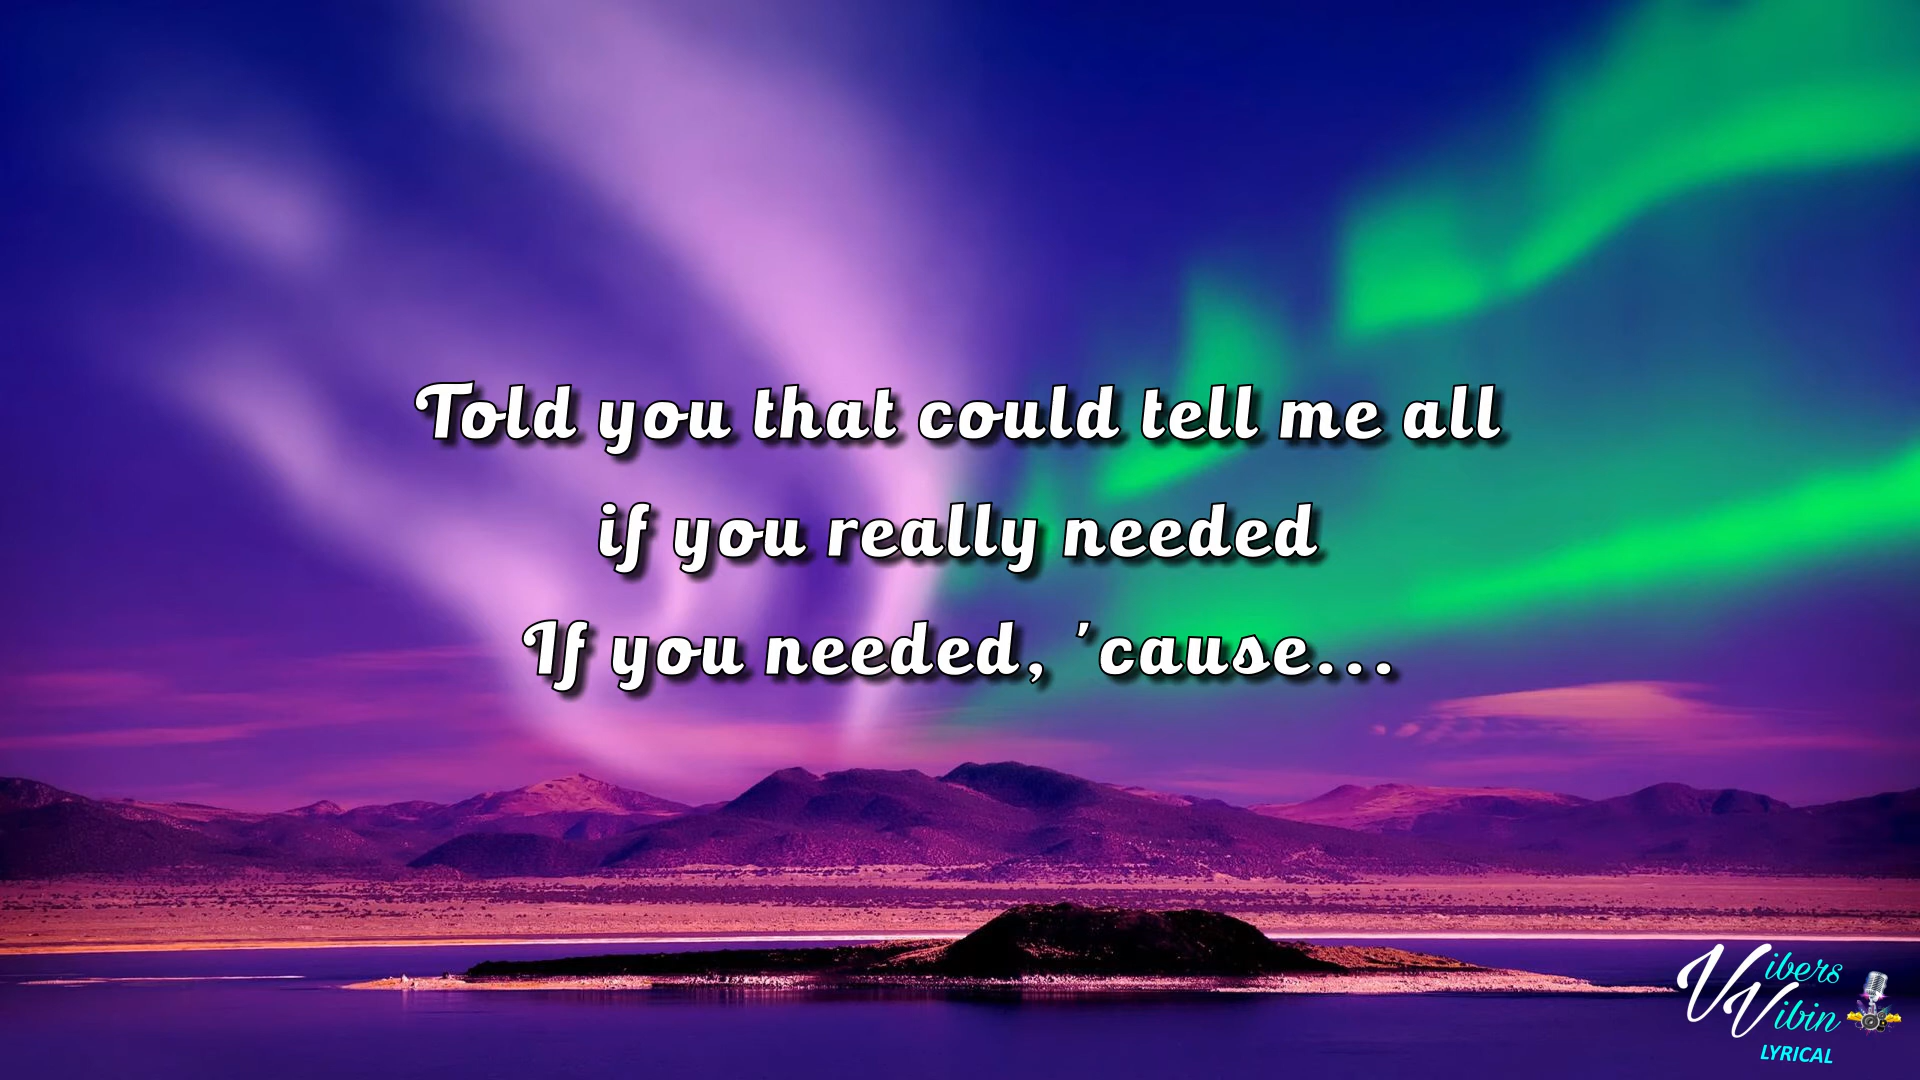 Told you that could tell me all
if you really needed
If you needed, 'cause...
Vibers
Vibin
LYRICAL